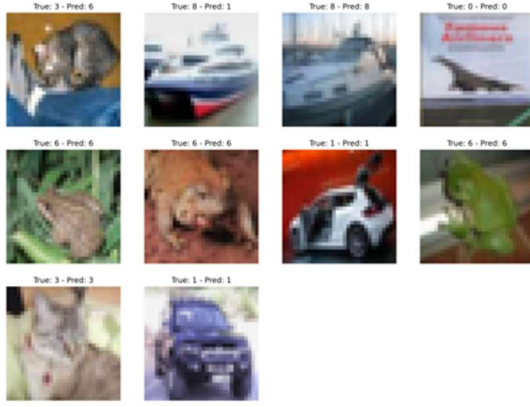 True: 3 - Pred: 6
True: 8 - Pred: 1
True: 8 - Pred: 8
True: 0 - Pred: 0
True: 6 - Pred: 6
True: 6 - Pred: 6
True: 1 - Pred: 1
True: 6 - Pred: 6
True: 3 - Pred: 3
True: 1 - Pred: 1